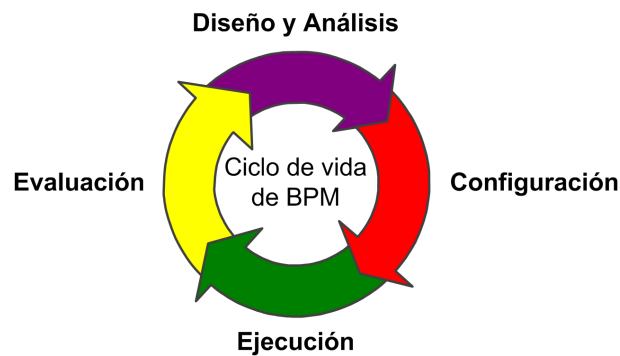 Diseño y Análisis
Evaluación
Ciclo de vida
de BPM
Configuración
Ejecución